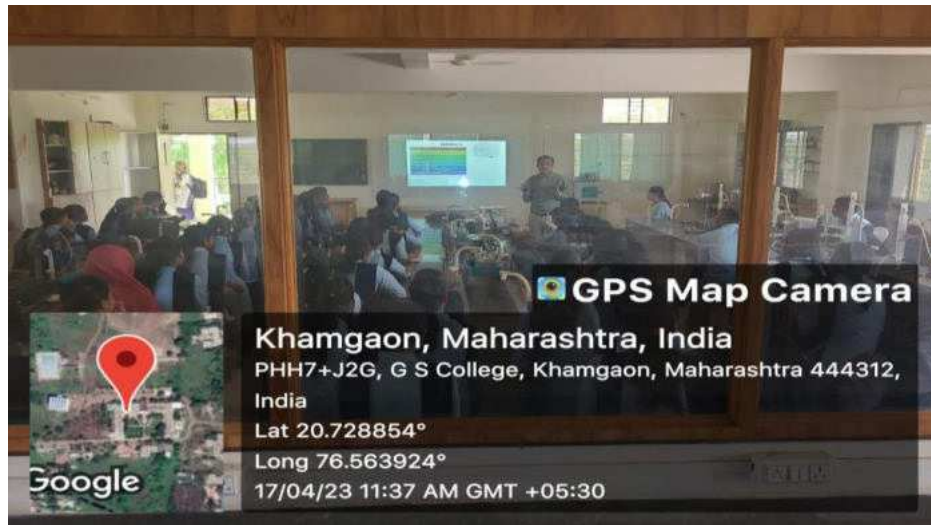 GPS Map Camera
Khamgaon, Maharashtra, India
PHH7+J2G, G S College, Khamgaon, Maharashtra 444312,
India
Lat 20.728854°
Long 76.563924°
17/04/23 11:37 AM GMT +05:30
Google